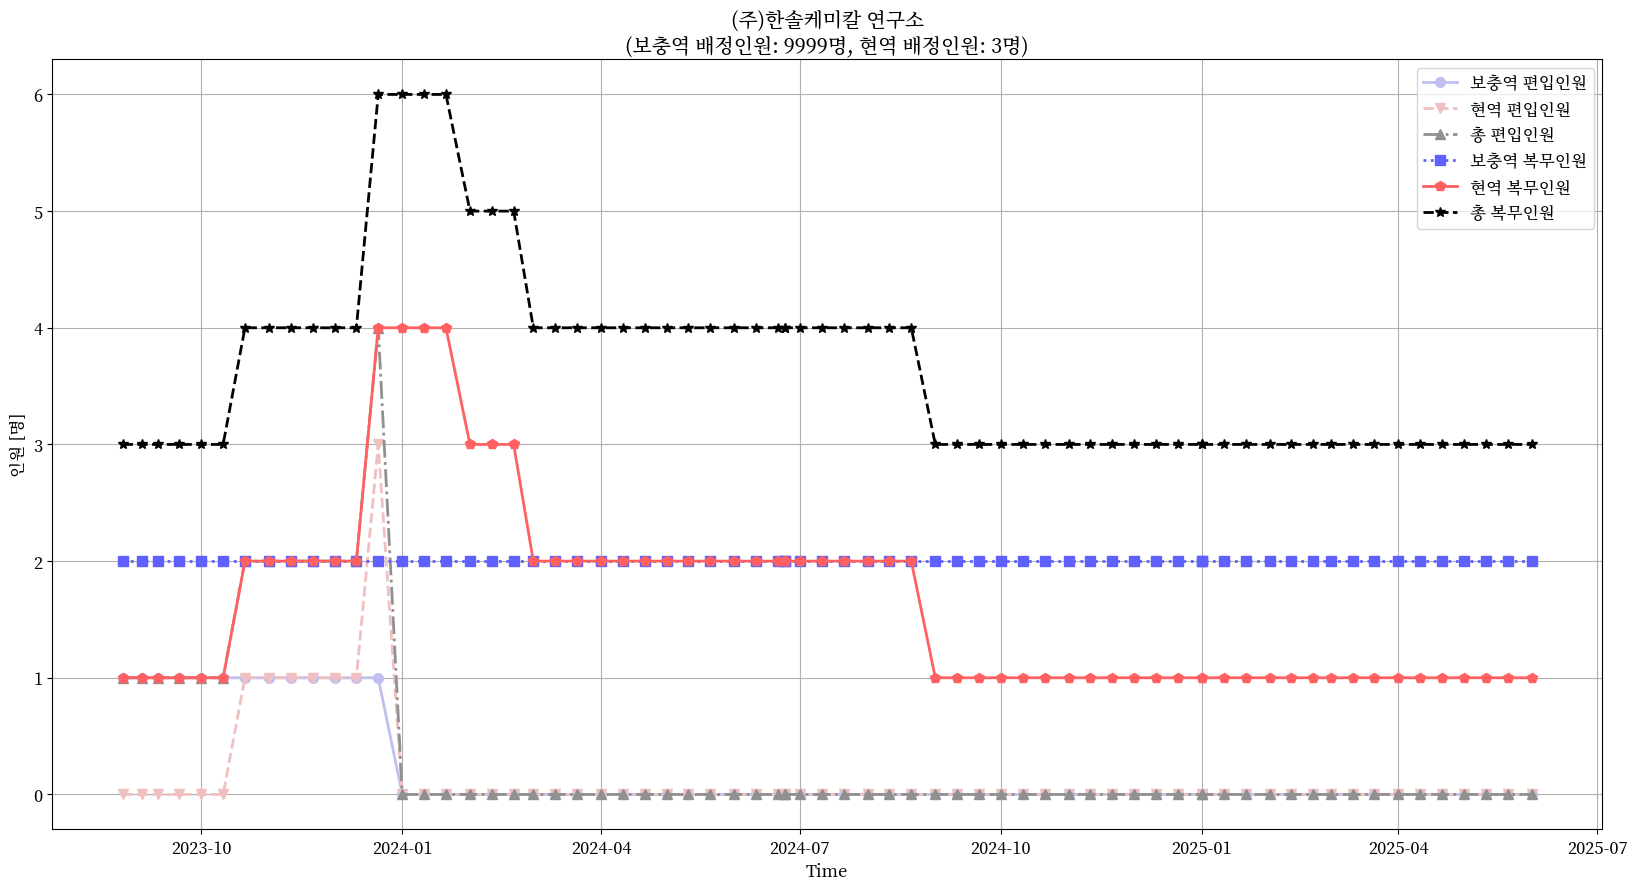 (주)한솔케미칼 연구소
(보충역 배정인원: 9999명, 현역 배정인원: 3명)
보충역 편입인원
현역 편입인원
총 편입인원
보충역 복무인원
현역 복무인원
총 복무인원
인원 [명]
6
5
4
3
2
1
0
2023-10
2024-01
2024-04
2024-07
2024-10
2025-01
2025-04
2025-07
Time